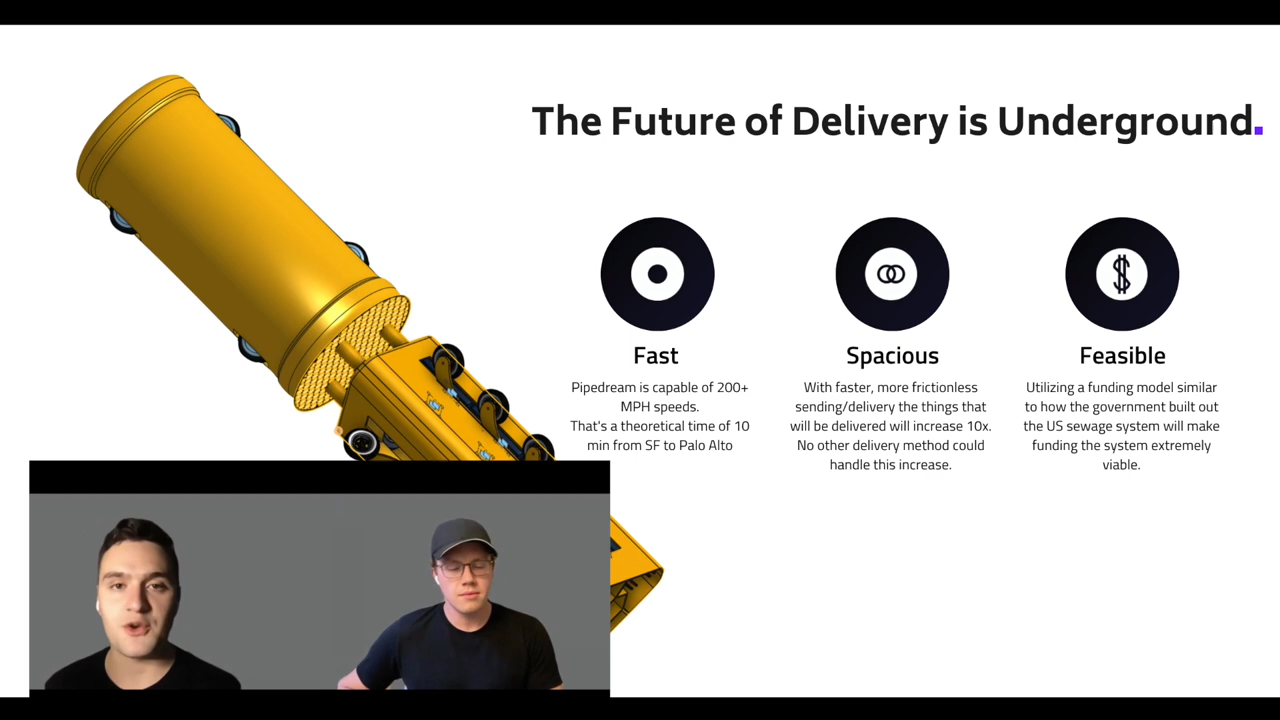 The Future of Delivery is Underground.
Fast
Pipedream is capable of 200+
MPH speeds.
That's a theoretical time of 10
min from SF to Palo Alto
Spacious
With faster, more frictionless
sending/delivery the things that
will be delivered will increase 10x.
No other delivery method could
handle this increase.
Feasible
Utilizing a funding model similar
to how the government built out
the US sewage system will make
funding the system extremely
viable.